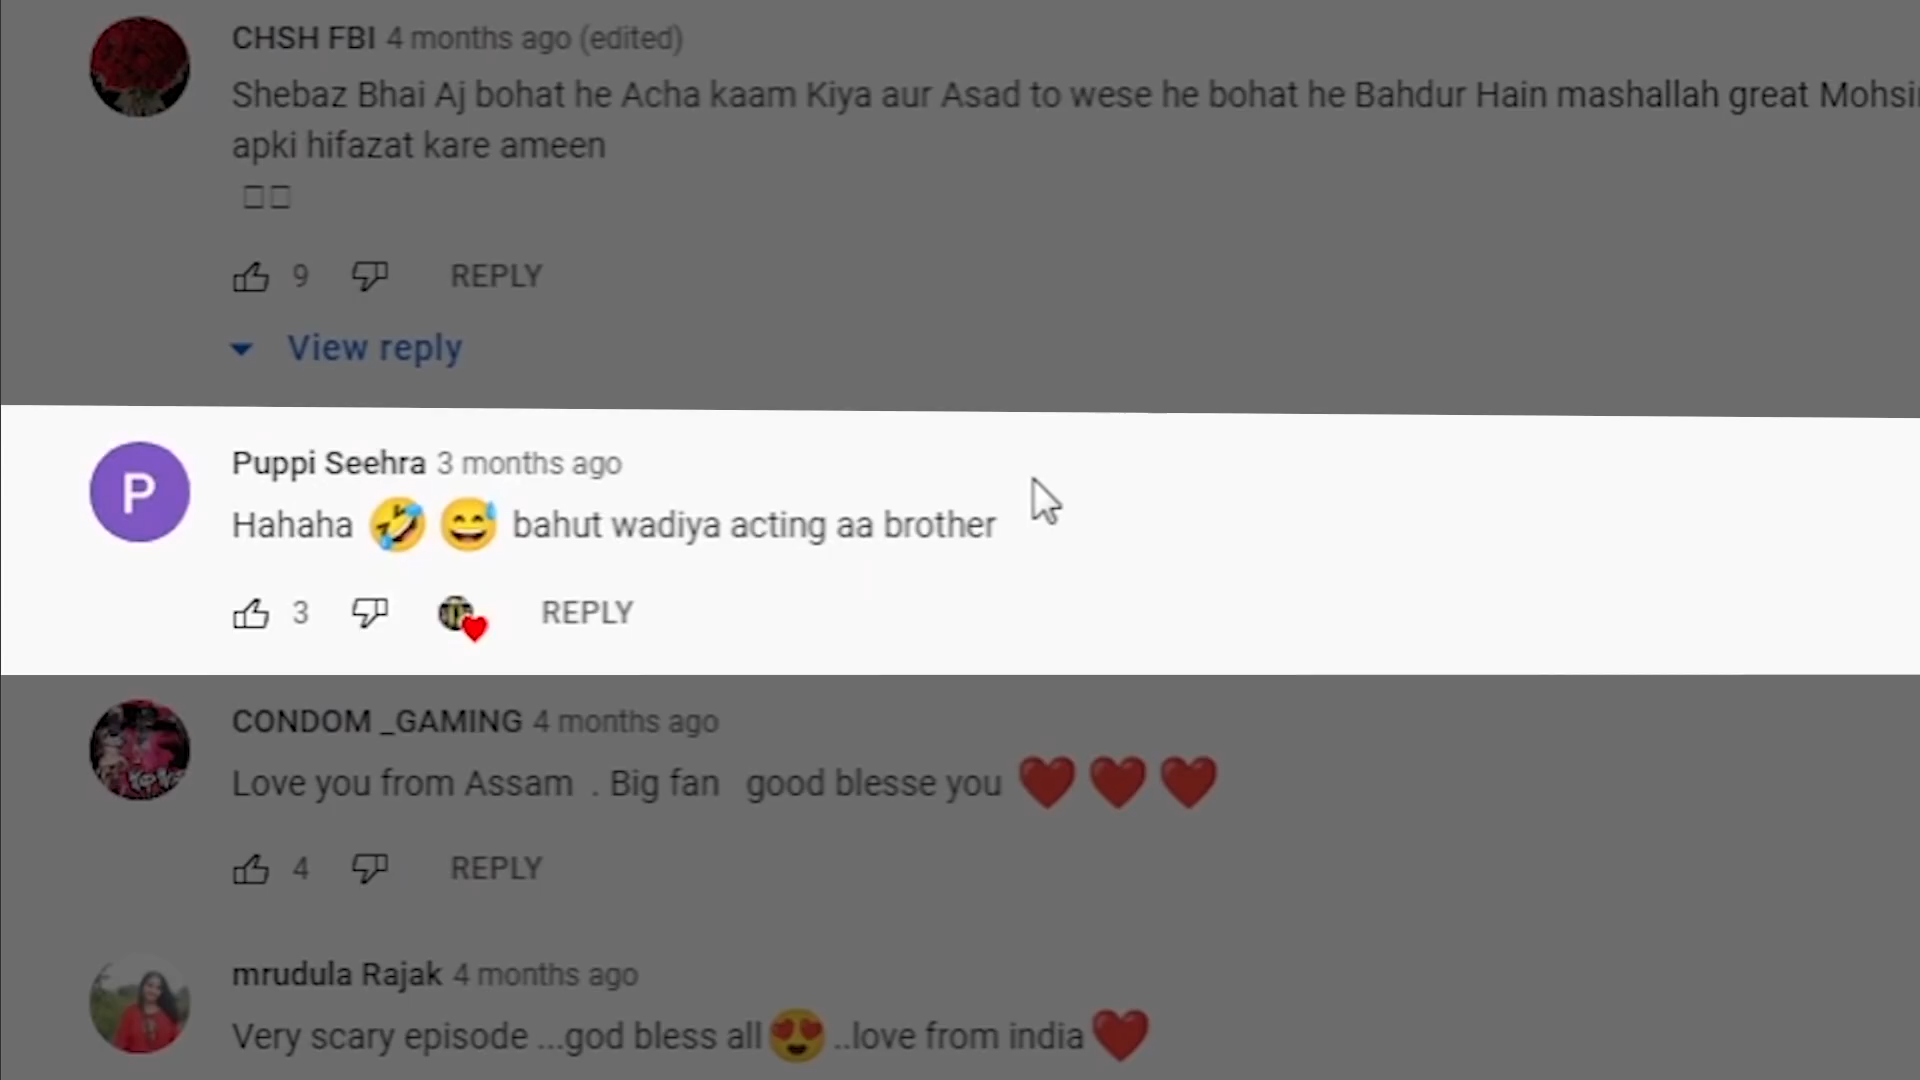 CHSH FBI 4 months ago (edited)
Shebaz Bhai Aj bohat he Acha kaam Kiya aur Asad to wese he bohat he Bahdur Hain mashallah great
apki hifazat kare ameen
9 REPLY
View reply
P
Puppi Seehra 3 months ago
Hahaha 🤣 😅 bahut wadiya acting aa brother
3 REPLY
CONDOM _GAMING 4 months ago
Love you from Assam . Big fan good blesse you ❤️ ❤️ ❤️
4 REPLY
mrudula Rajak 4 months ago
Very scary episode ...god bless all😍..love from india❤️